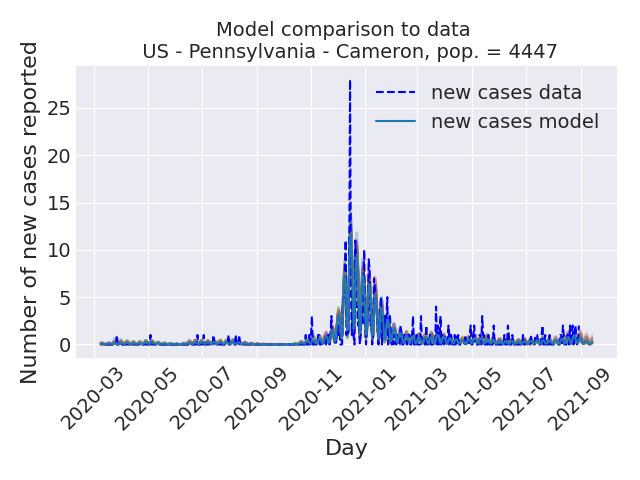 Model comparison to data
US - Pennsylvania - Cameron, pop. = 4447
Number of new cases reported
25
20
15
10
5
0
new cases data
new cases model
2020-03
2020-05
2020-07
2020-09
2020-11
2021-01
2021-03
2021-05
2021-07
2021-09
Day